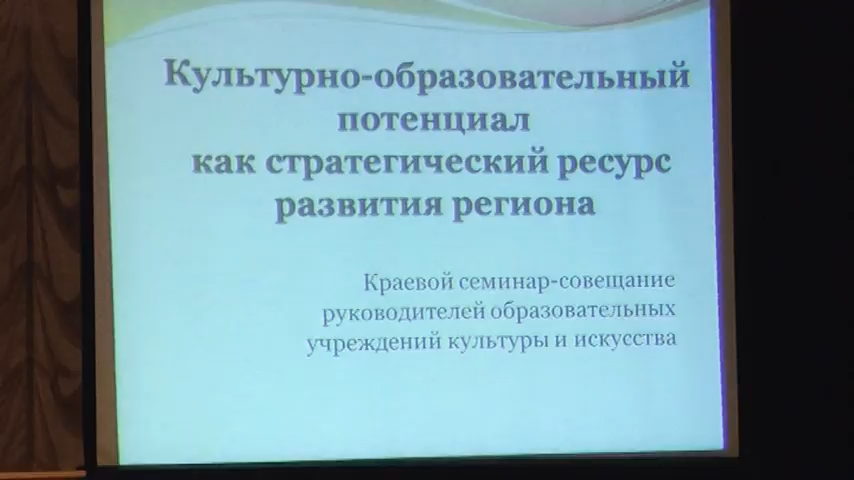 Культурно-образовательный
потенциал
как стратегический ресурс
развития региона
Краевой семинар-совещание
руководителей образовательных
учреждений культуры и искусства